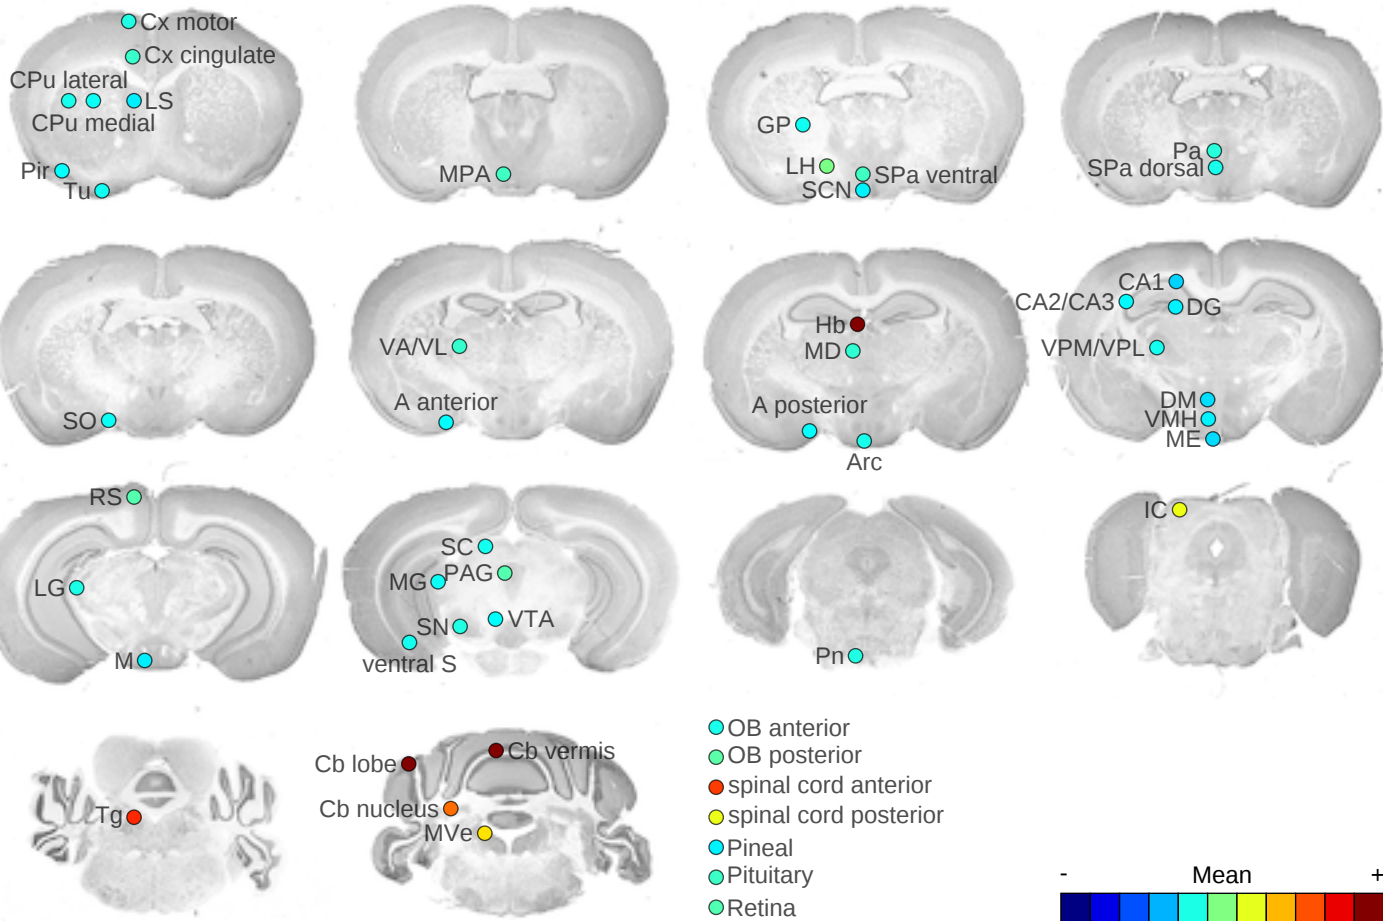 Cx motor
Cx cingulate
CPu lateral
LS
CPu medial
Pir
Tu
MPA
GP
LH
SPa ventral
SCN
Pa
SPa dorsal
SO
VA/VL
A anterior
Hb
MD
A posterior
Arc
CA1
CA2/CA3
DG
VPM/VPL
DM
VMH
ME
RS
LG
M
SC
PAG
MG
VTA
SN
ventral S
Pn
IC
Tg
Cb vermis
Cb lobe
Cb nucleus
MVe
OB anterior
OB posterior
spinal cord anterior
spinal cord posterior
Pineal
Pituitary
Retina
- Mean +